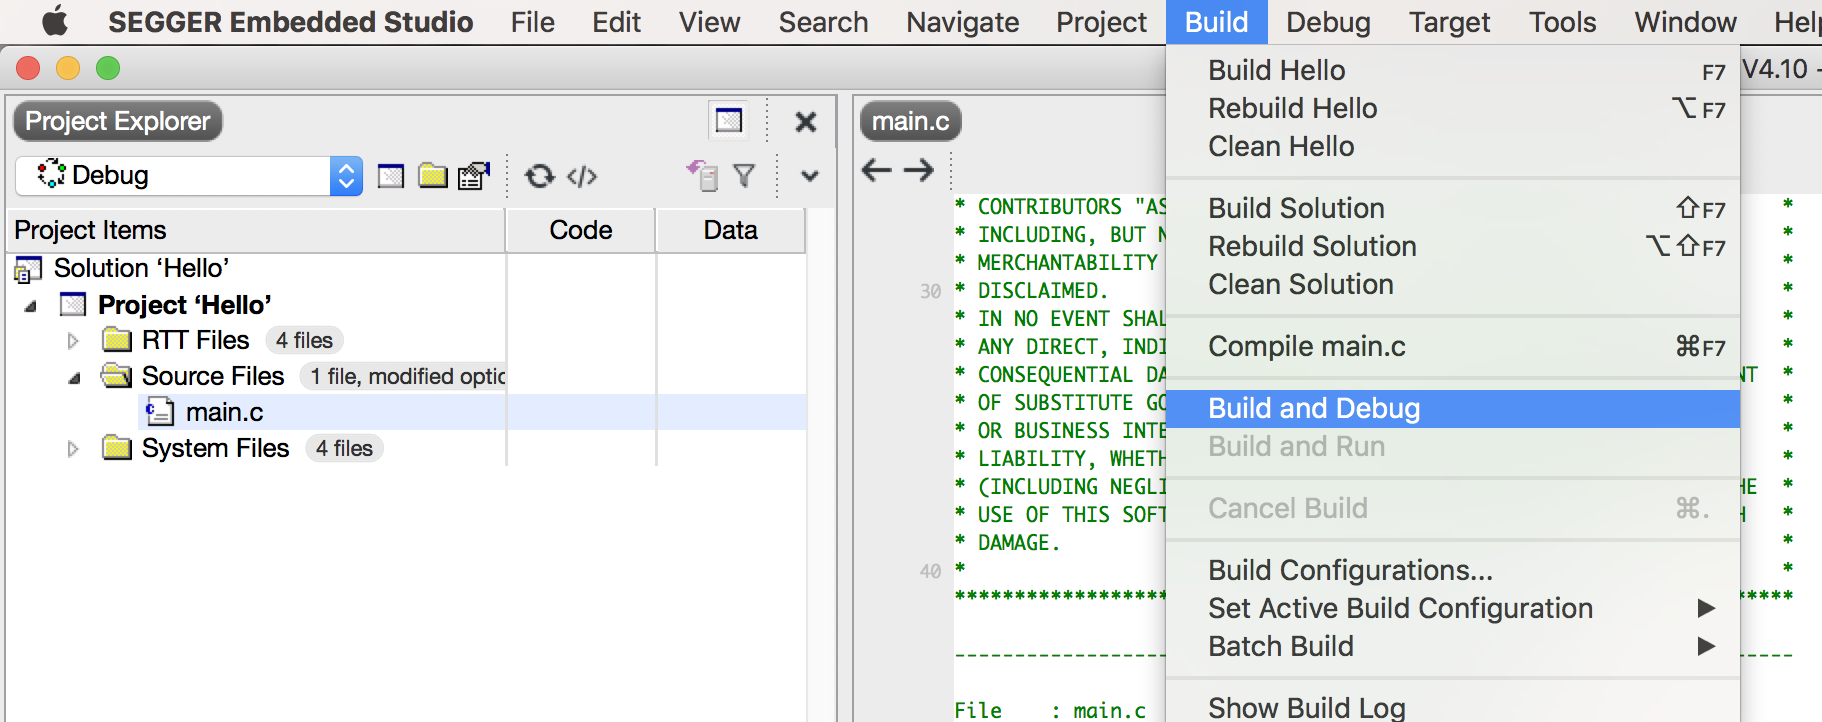 SEGGER Embedded Studio File Edit View Search Navigate Project Build Debug Target Tools Window Help
V4.10 -
Project Explorer
Debug
Project Items Code Data
Solution ‘Hello’
Project ‘Hello’
RTT Files 4 files
Source Files 1 file, modified optio
main.c
System Files 4 files
main.c
* CONTRIBUTORS "AS *
* INCLUDING, BUT *
* MERCHANTABILITY *
30 * DISCLAIMED. *
* IN NO EVENT SHAL *
* ANY DIRECT, INDI *
* CONSEQUENTIAL DA NT *
* OF SUBSTITUTE GO *
* OR BUSINESS INTE *
* LIABILITY, WHETH *
* (INCLUDING NEGLI HE *
* USE OF THIS SOFT H *
* DAMAGE. *
40 * *
File : main.c
Build Hello F7
Rebuild Hello ⌥F7
Clean Hello
Build Solution ⇧F7
Rebuild Solution ⌥⇧F7
Clean Solution
Compile main.c ⌘F7
Build and Debug
Build and Run
Cancel Build ⌘.
Build Configurations...
Set Active Build Configuration ▶
Batch Build ▶
Show Build Log